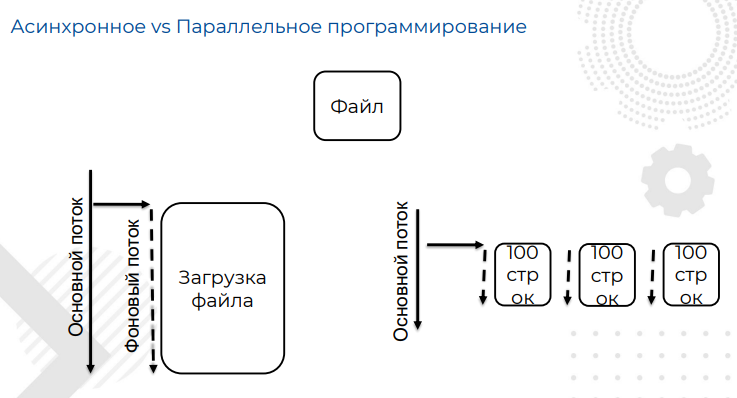 Асинхронное vs Параллельное программирование
Файл
Основной поток
Фоновый поток
Загрузка
файла
Основной поток
100
стр
ок
100
стр
ок
100
стр
ок